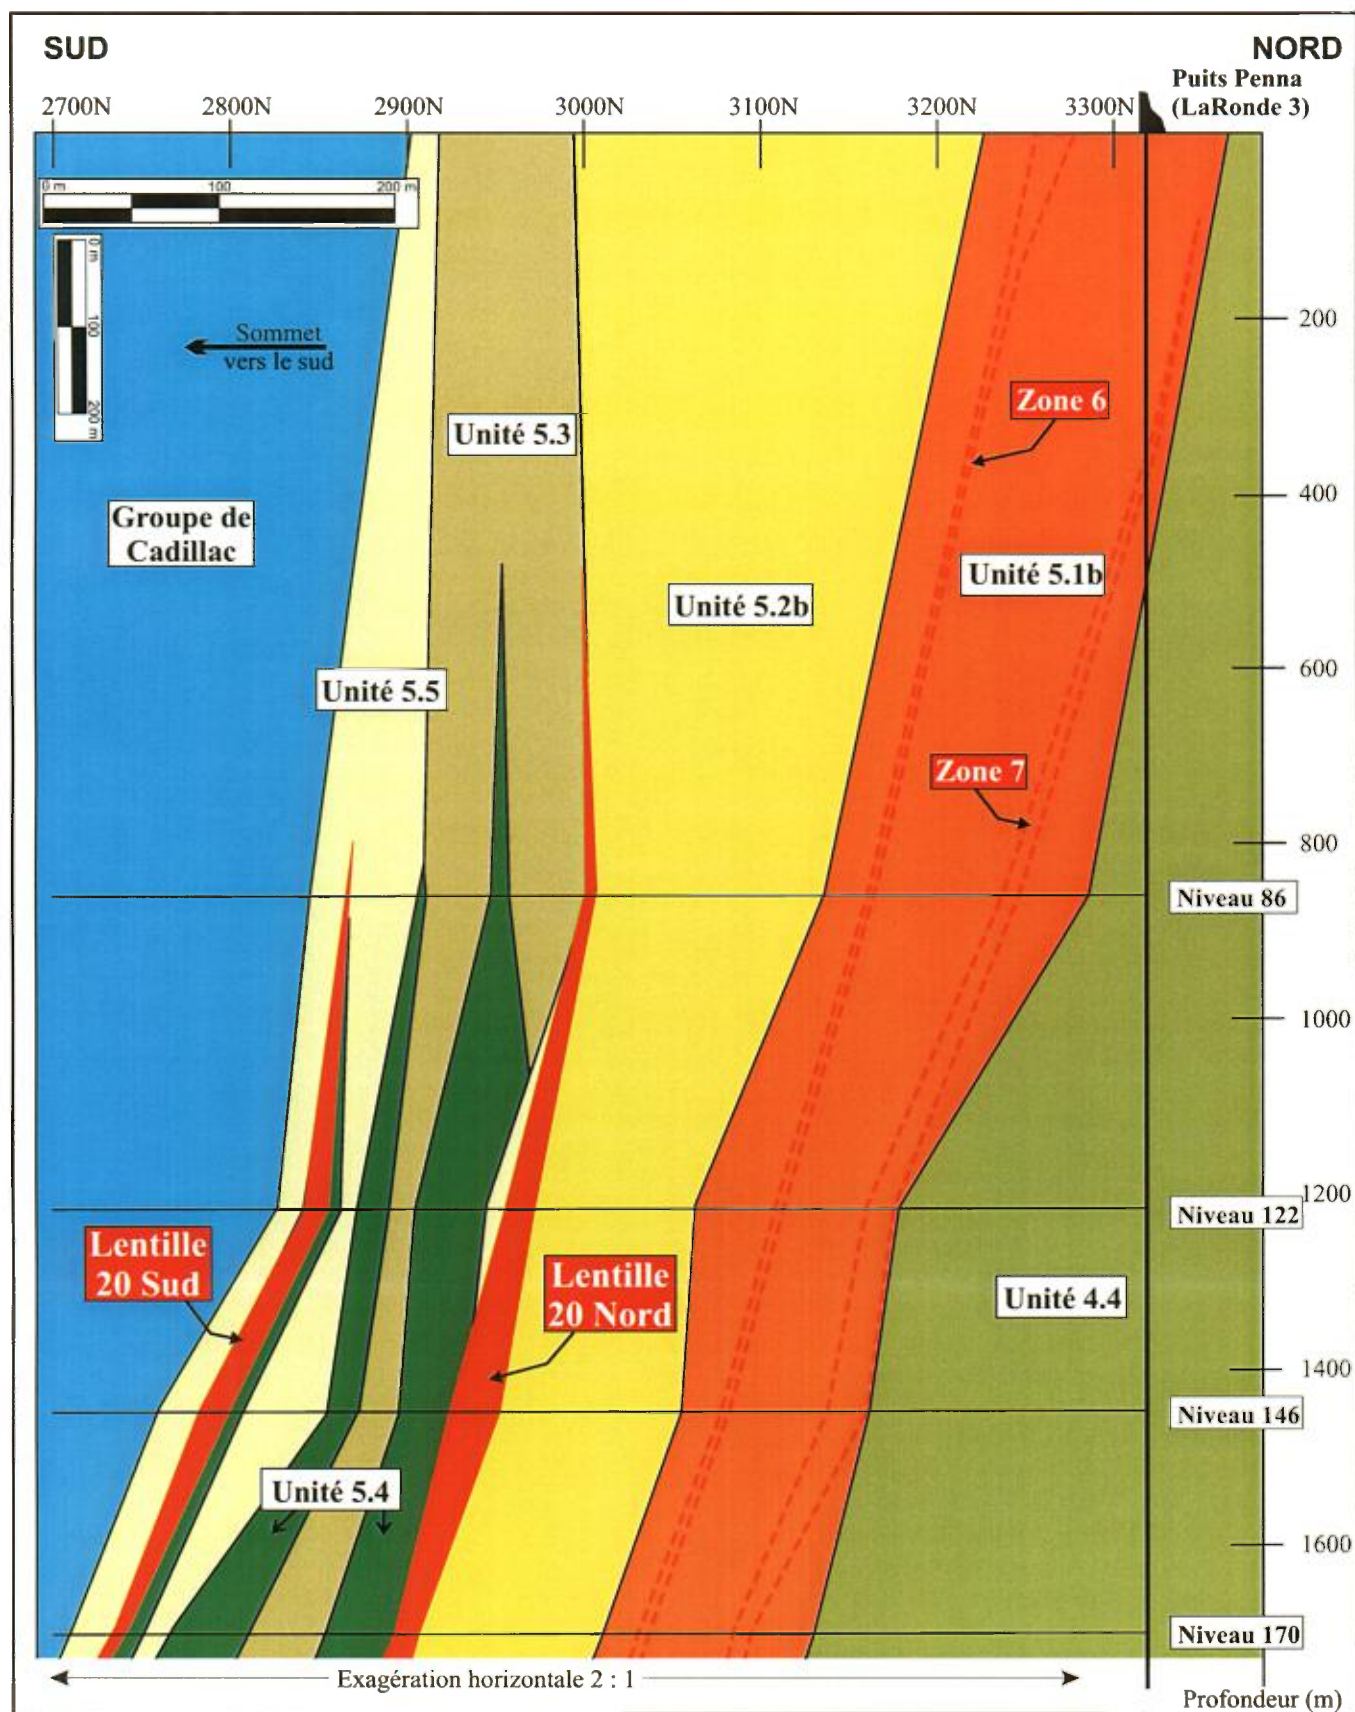 SUD
NORD
Puits Penna
(LaRonde 3)
2700N
2800N
2900N
3000N
3100N
3200N
3300N
0 m
100
200 m
0 m
100
200 m
Sommet
vers le sud
200
Zone 6
Unité 5.3
400
Groupe de
Cadillac
Unité 5.1b
Unité 5.2b
600
Unité 5.5
Zone 7
800
Niveau 86
1000
1200
Niveau 122
Lentille
20 Sud
Lentille
20 Nord
Unité 4.4
1400
Niveau 146
Unité 5.4
1600
Niveau 170
Exagération horizontale 2 : 1
Profondeur (m)